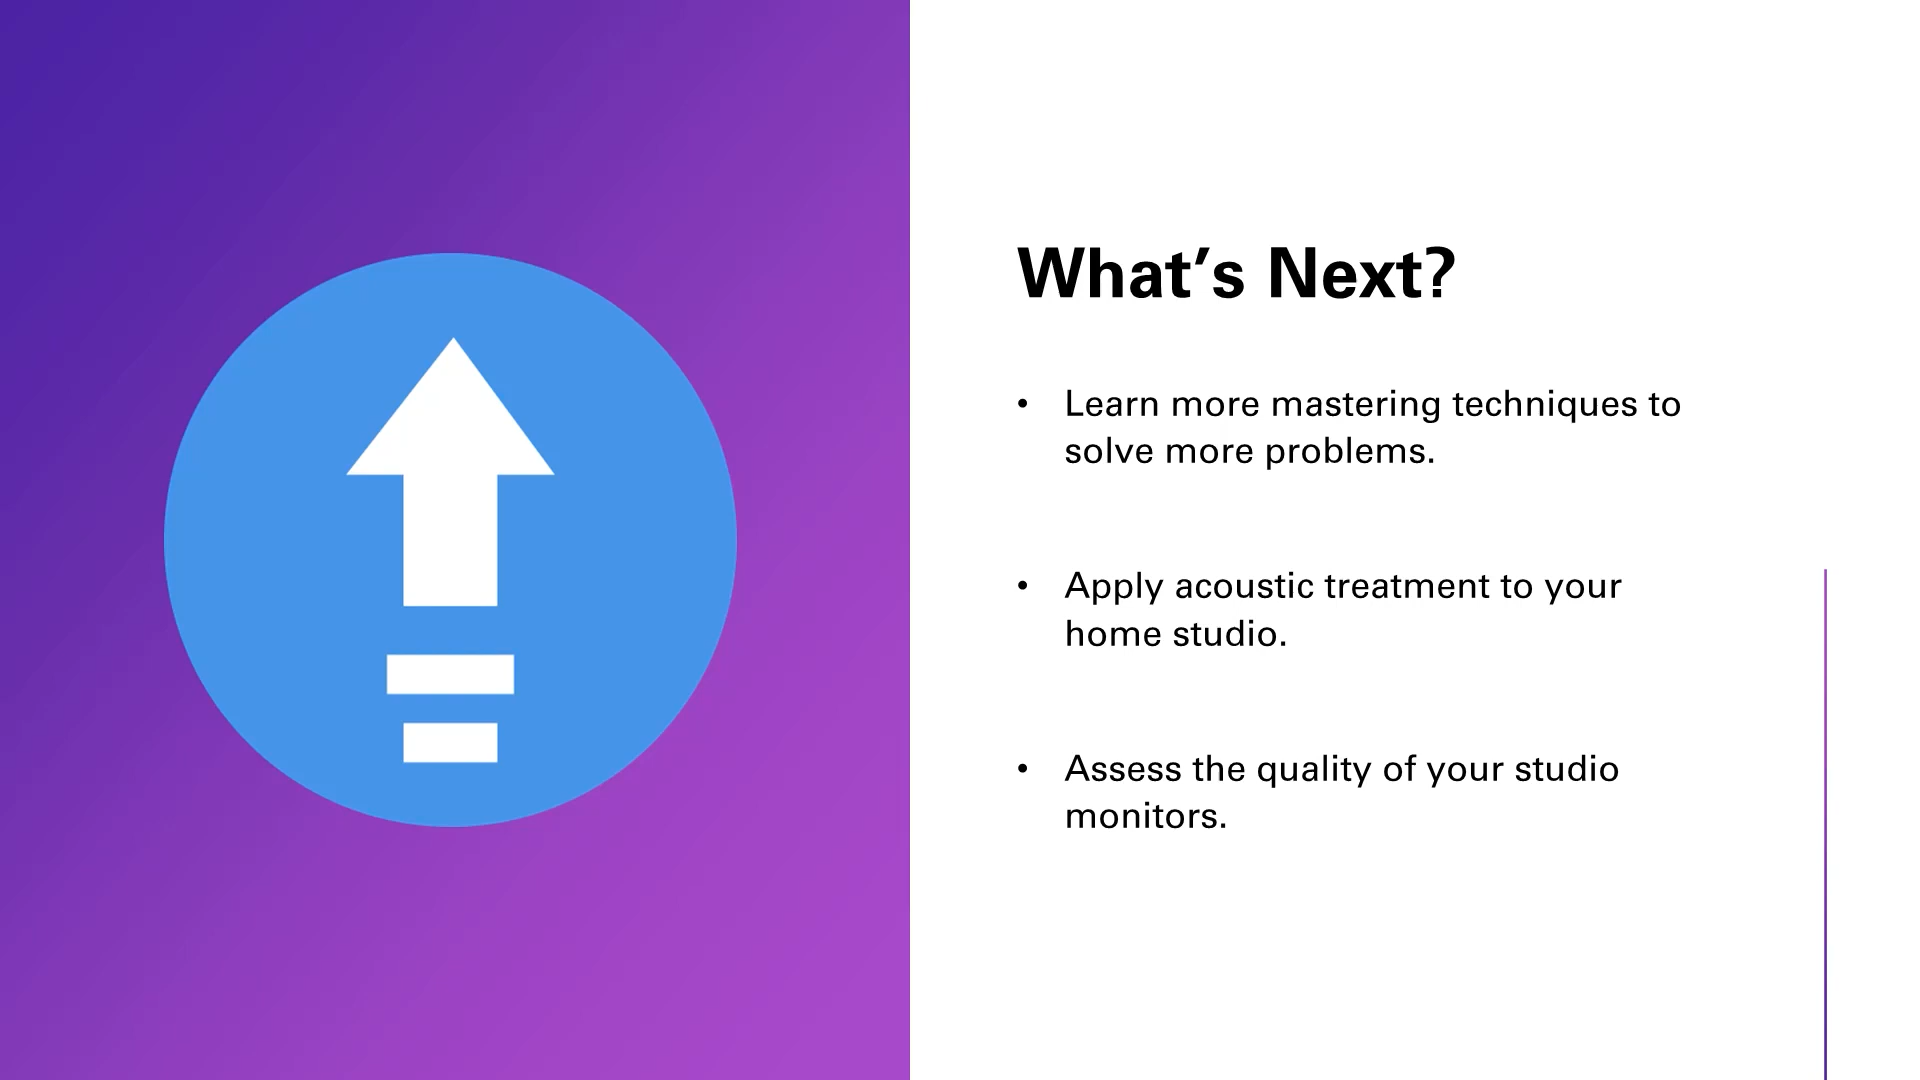 What’s Next?
• Learn more mastering techniques to
solve more problems.
• Apply acoustic treatment to your
home studio.
• Assess the quality of your studio
monitors.